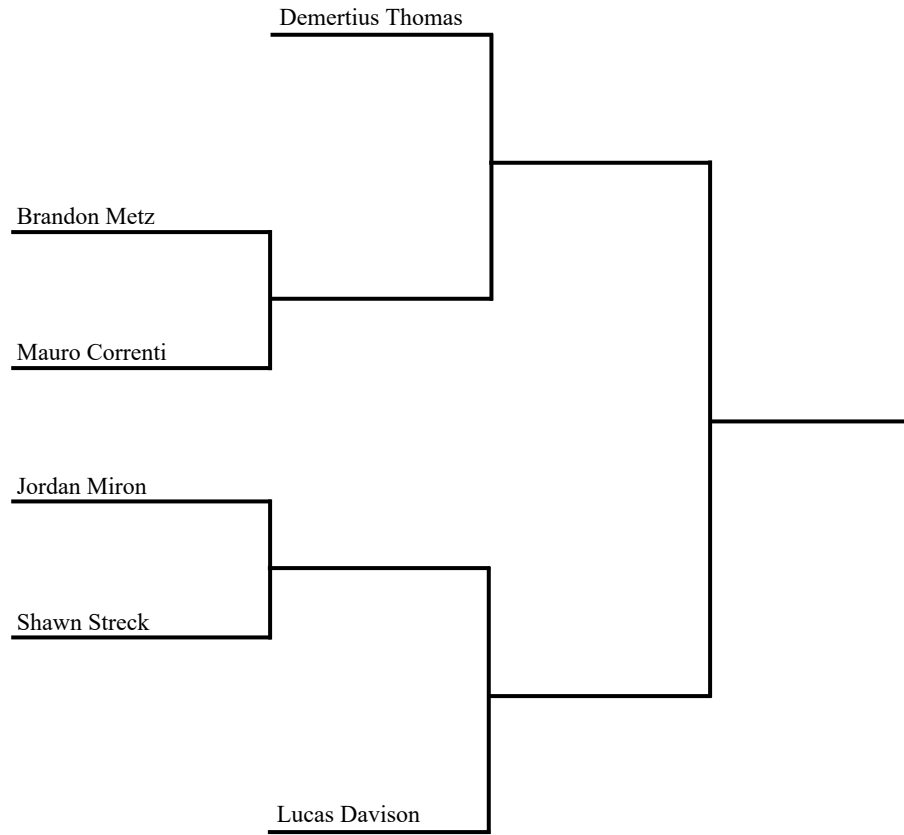 Demertius Thomas
Brandon Metz
Mauro Correnti
Jordan Miron
Shawn Streck
Lucas Davison